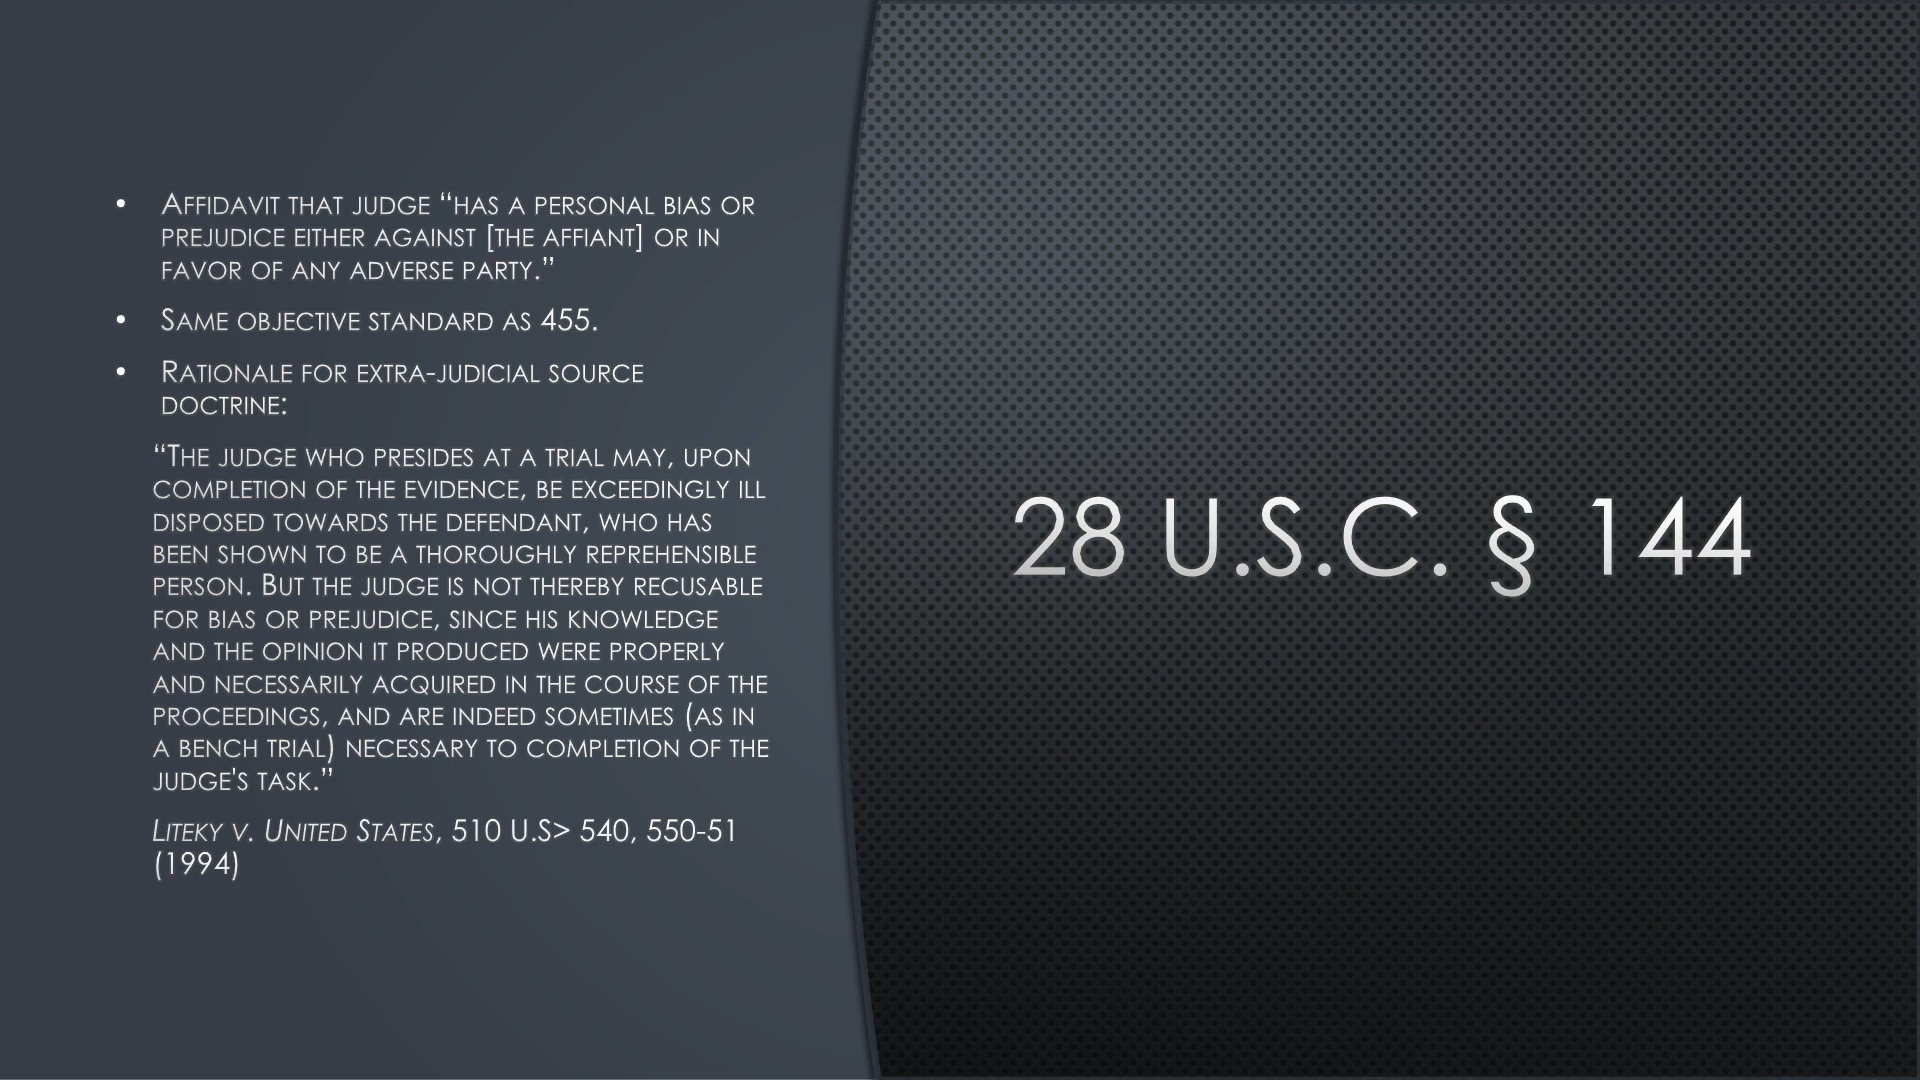 • Affidavit that judge “has a personal bias or
prejudice either against [the affiant] or in
favor of any adverse party.”
• Same objective standard as 455.
• Rationale for extra-judicial source
doctrine:
“The judge who presides at a trial may, upon
completion of the evidence, be exceedingly ill
disposed towards the defendant, who has
been shown to be a thoroughly reprehensible
person. But the judge is not thereby recusable
for bias or prejudice, since his knowledge
and the opinion it produced were properly
and necessarily acquired in the course of the
proceedings, and are indeed sometimes (as in
a bench trial) necessary to completion of the
judge's task.”
Liteky v. United States, 510 U.S> 540, 550-51
(1994)
28 U.S.C. § 144